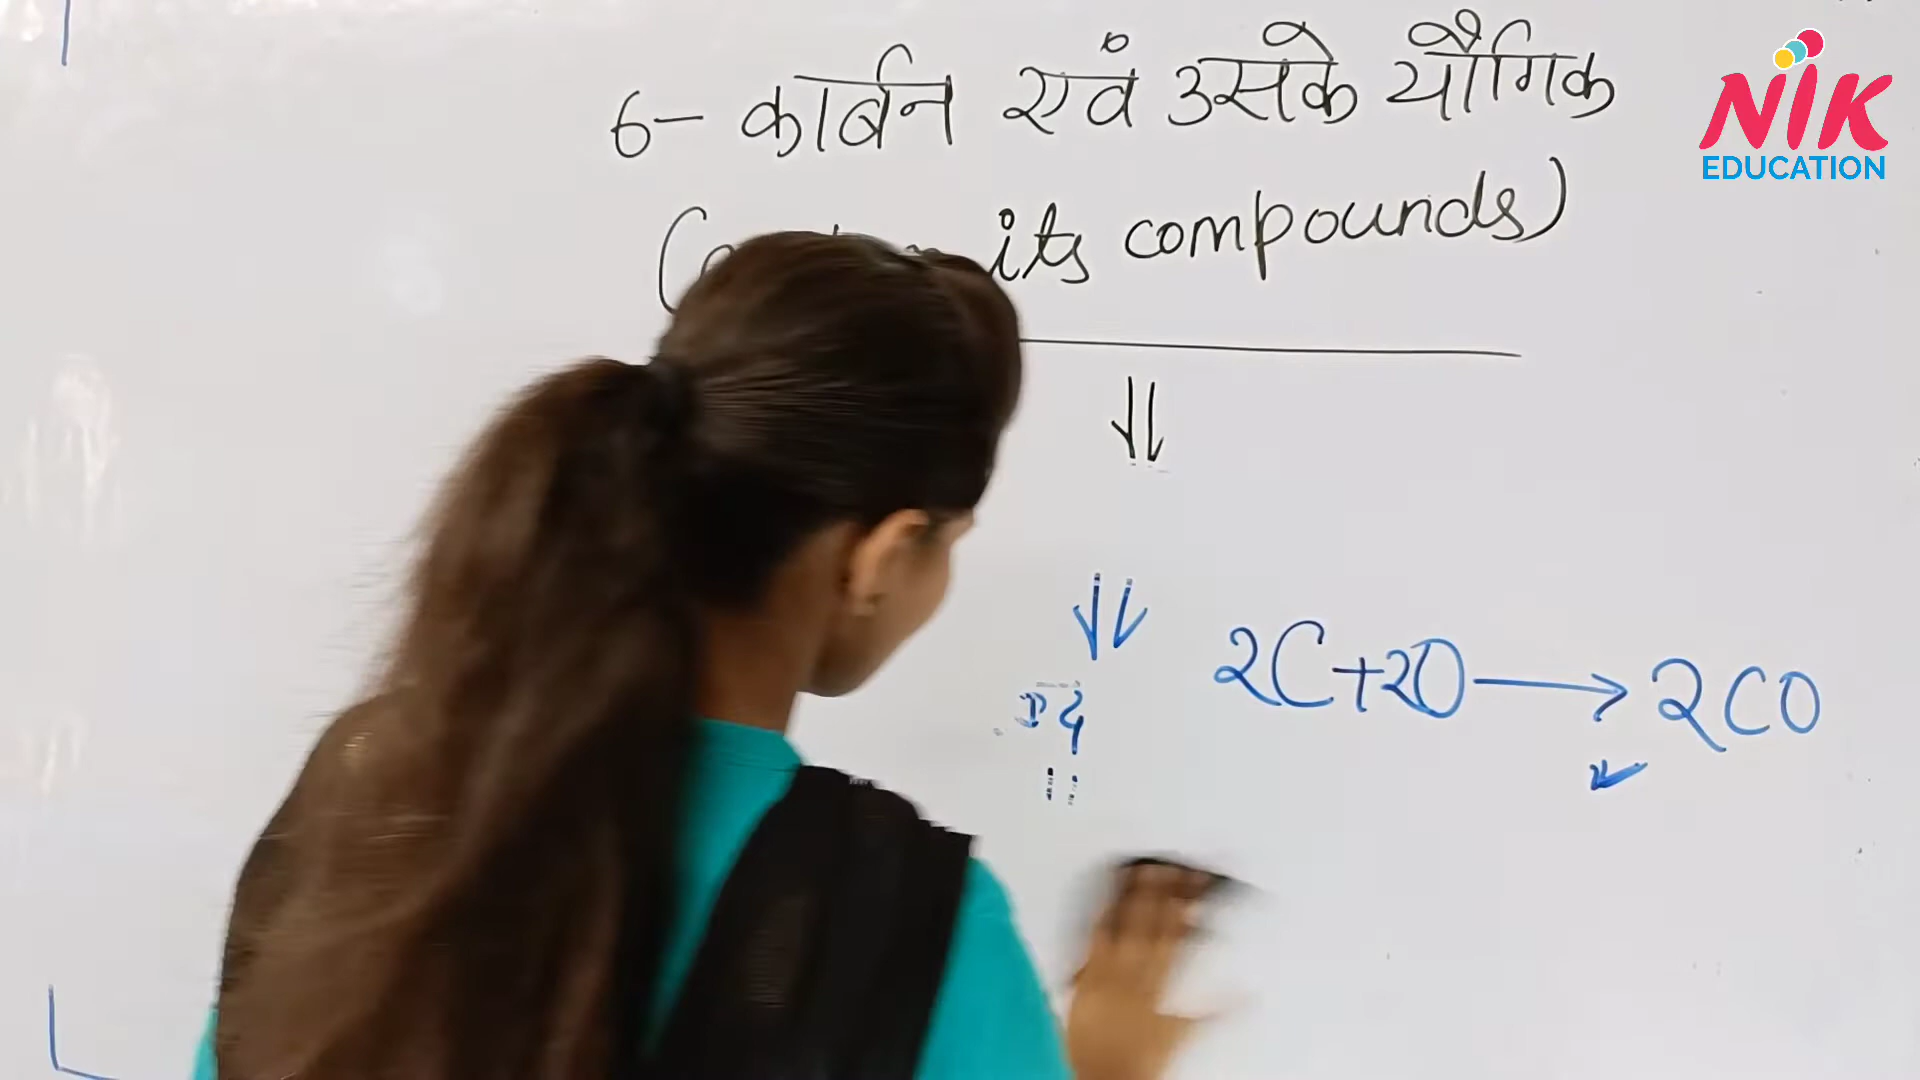 6- कार्बन एवं उसके यौगिक
its compounds)
2C+2O → 2CO
NiK
EDUCATION